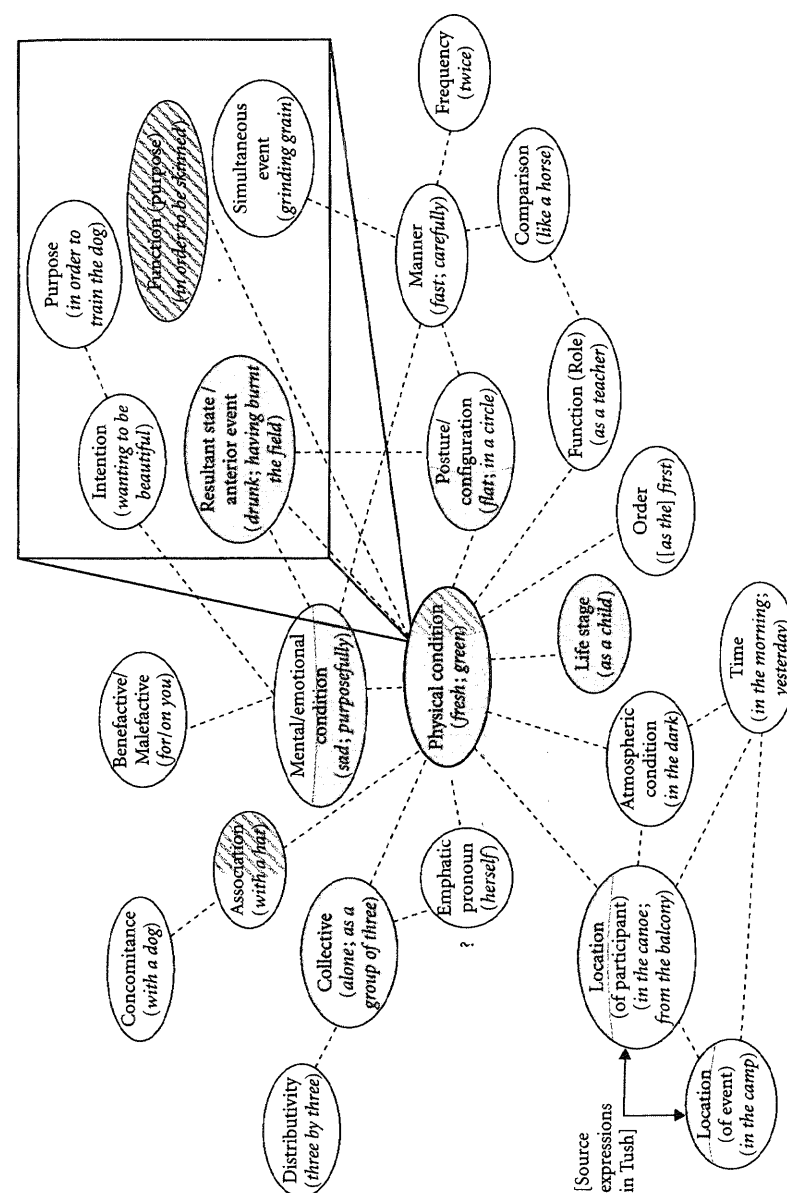 Purpose
(in order to
train the dog)
Function (purpose)
(in order to be skinned)
Simultaneous
event
(grinding grain)
Intention
(wanting to be
beautiful)
Resultant state /
anterior event
(drunk; having burnt
the field)
Frequency
(twice)
Manner
(fast; carefully)
Comparison
(like a horse)
Posture/
configuration
(flat; in a circle)
Function (Role)
(as a teacher)
Order
([as the] first)
Benefactive/
Malefactive
(for/on you)
Mental/emotional
condition
(sad; purposefully)
Physical condition
(fresh; green)
Life stage
(as a child)
Atmospheric
condition
(in the dark)
Time
(in the morning;
yesterday)
Concomitance
(with a dog)
Association
(with a hat)
Collective
(alone; as a
group of three)
Emphatic
pronoun
(herself)
?
Distributivity
(three by three)
Location
(of participant)
(in the canoe;
from the balcony)
Location
(of event)
(in the camp)
[Source
expressions
in Tush]